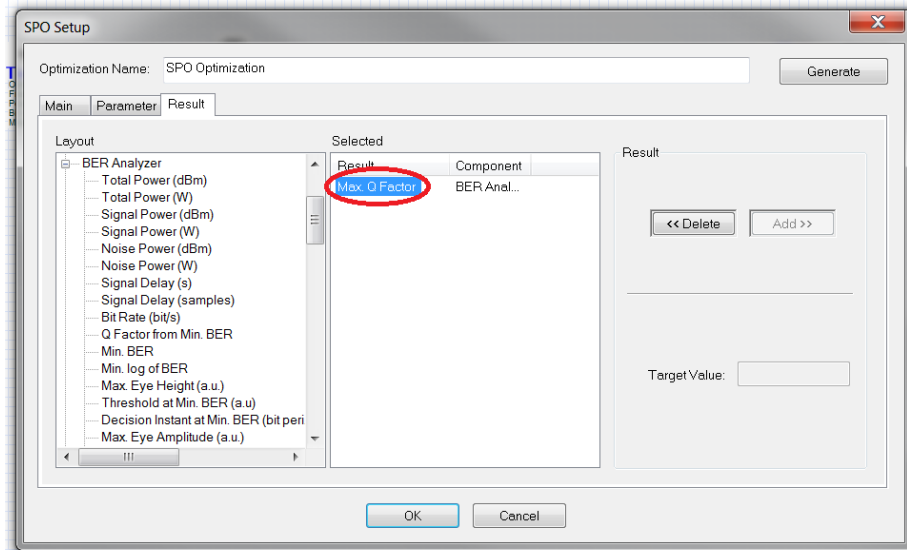 SPO Setup
Optimization Name: SPO Optimization
Generate
Main Parameter Result
Layout
BER Analyzer
Total Power (dBm)
Total Power (W)
Signal Power (dBm)
Signal Power (W)
Noise Power (dBm)
Noise Power (W)
Signal Delay (s)
Signal Delay (samples)
Bit Rate (bit/s)
Q Factor from Min. BER
Min. BER
Min. log of BER
Max. Eye Height (a.u.)
Threshold at Min. BER (a.u)
Decision Instant at Min. BER (bit peri
Max. Eye Amplitude (a.u.)
Selected
Result Component
Max. Q Factor BER Anal...
Result
<< Delete Add >>
Target Value:
OK Cancel